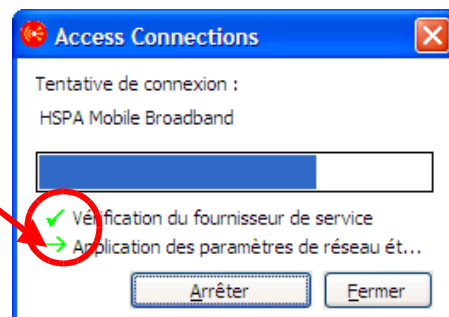 Access Connections
Tentative de connexion :
HSPA Mobile Broadband
Vérification du fournisseur de service
Application des paramètres de réseau ét...
Arrêter Fermer